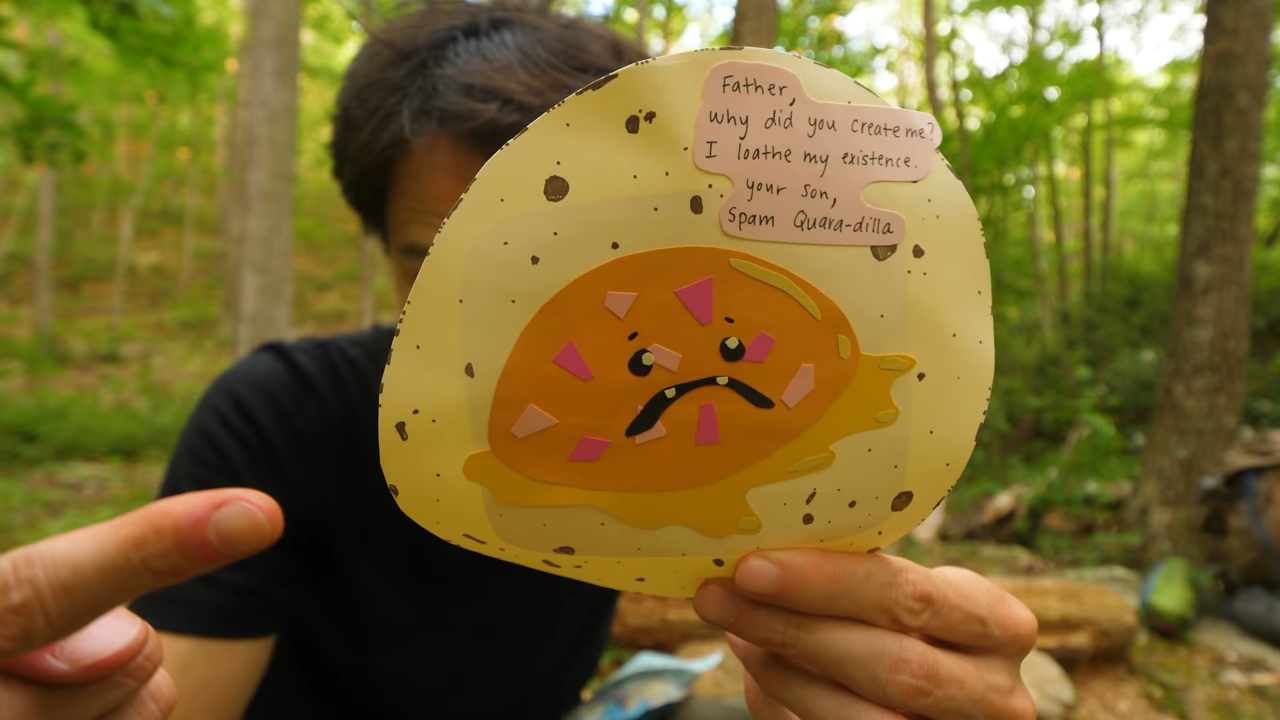 Father,
why did you create me?
I loathe my existence.
your son,
Spam Quara-dilla